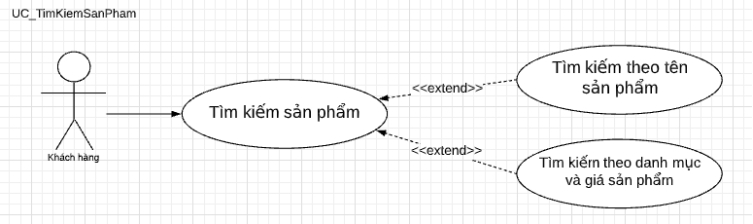 UC_TimKiemSanPham
Khách hàng
Tìm kiếm sản phẩm
<<extend>>
<<extend>>
Tìm kiếm theo tên
sản phẩm
Tìm kiếm theo danh mục
và giá sản phẩm